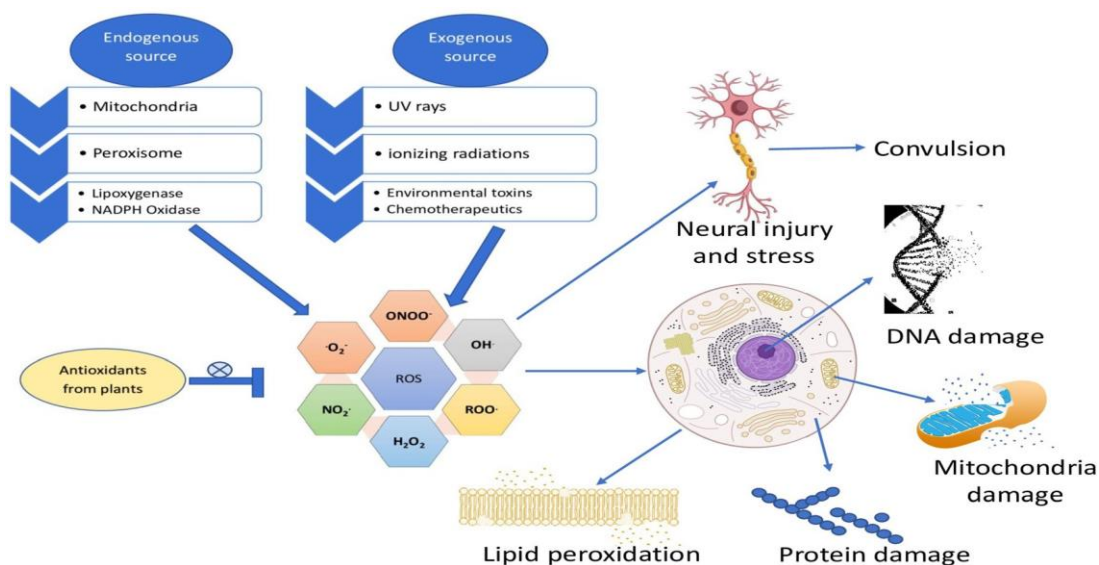 Endogenous
source
• Mitochondria
• Peroxisome
• Lipoxygenase
• NADPH Oxidase
Exogenous
source
• UV rays
• ionizing radiations
• Environmental toxins
• Chemotherapeutics
Antioxidants
from plants
ONOO⁻
·O₂⁻
OH·
ROS
NO₂·
ROO·
H₂O₂
Neural injury
and stress
Convulsion
DNA damage
Mitochondria
damage
Protein damage
Lipid peroxidation